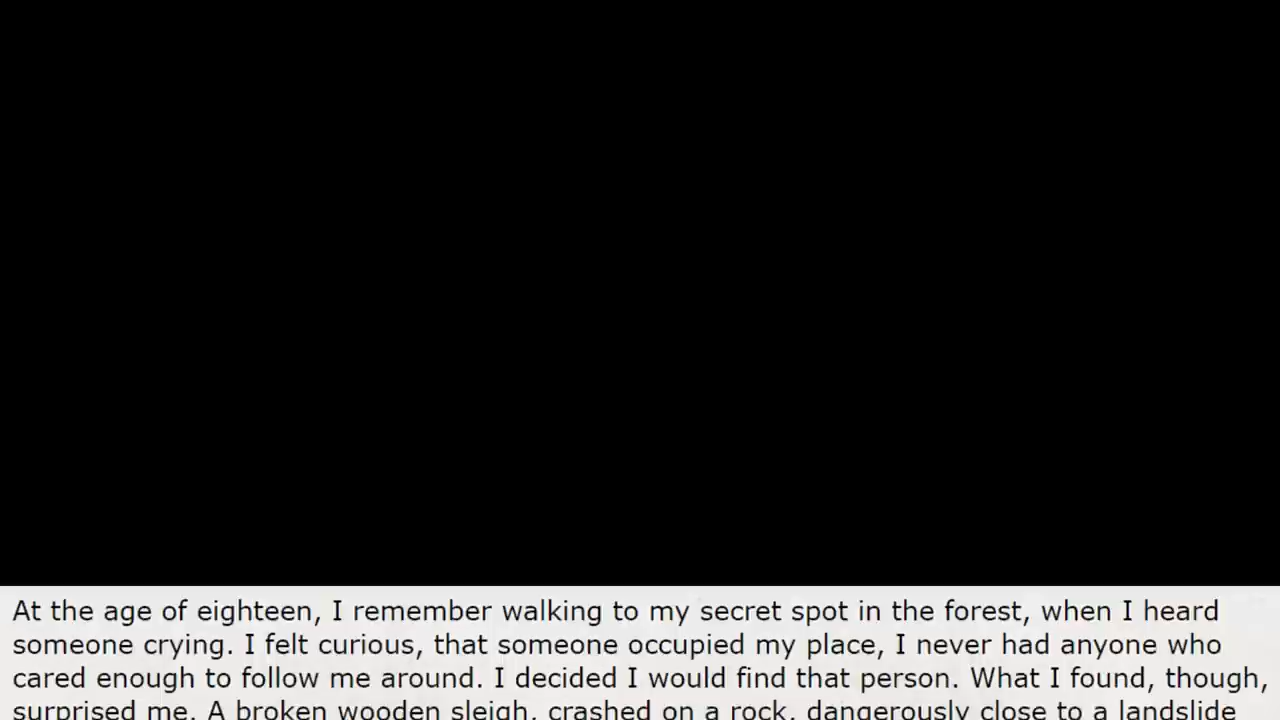 At the age of eighteen, I remember walking to my secret spot in the forest, when I heard
someone crying. I felt curious, that someone occupied my place, I never had anyone who
cared enough to follow me around. I decided I would find that person. What I found, though,
surprised me. A broken wooden sleigh, crashed on a rock, dangerously close to a landslide